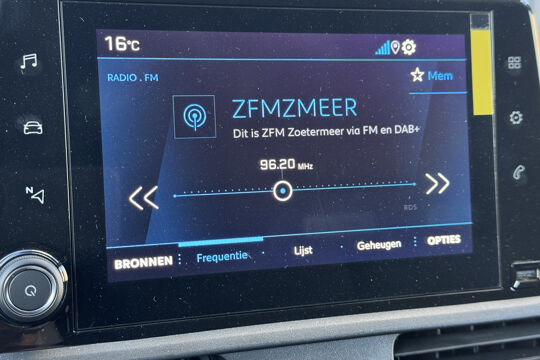 16°C
RADIO . FM
Mem
ZFMZMEER
Dit is ZFM Zoetermeer via FM en DAB+
96.20 MHz
RDS
N
BRONNEN
Frequentie
Lijst
Geheugen
OPTIES